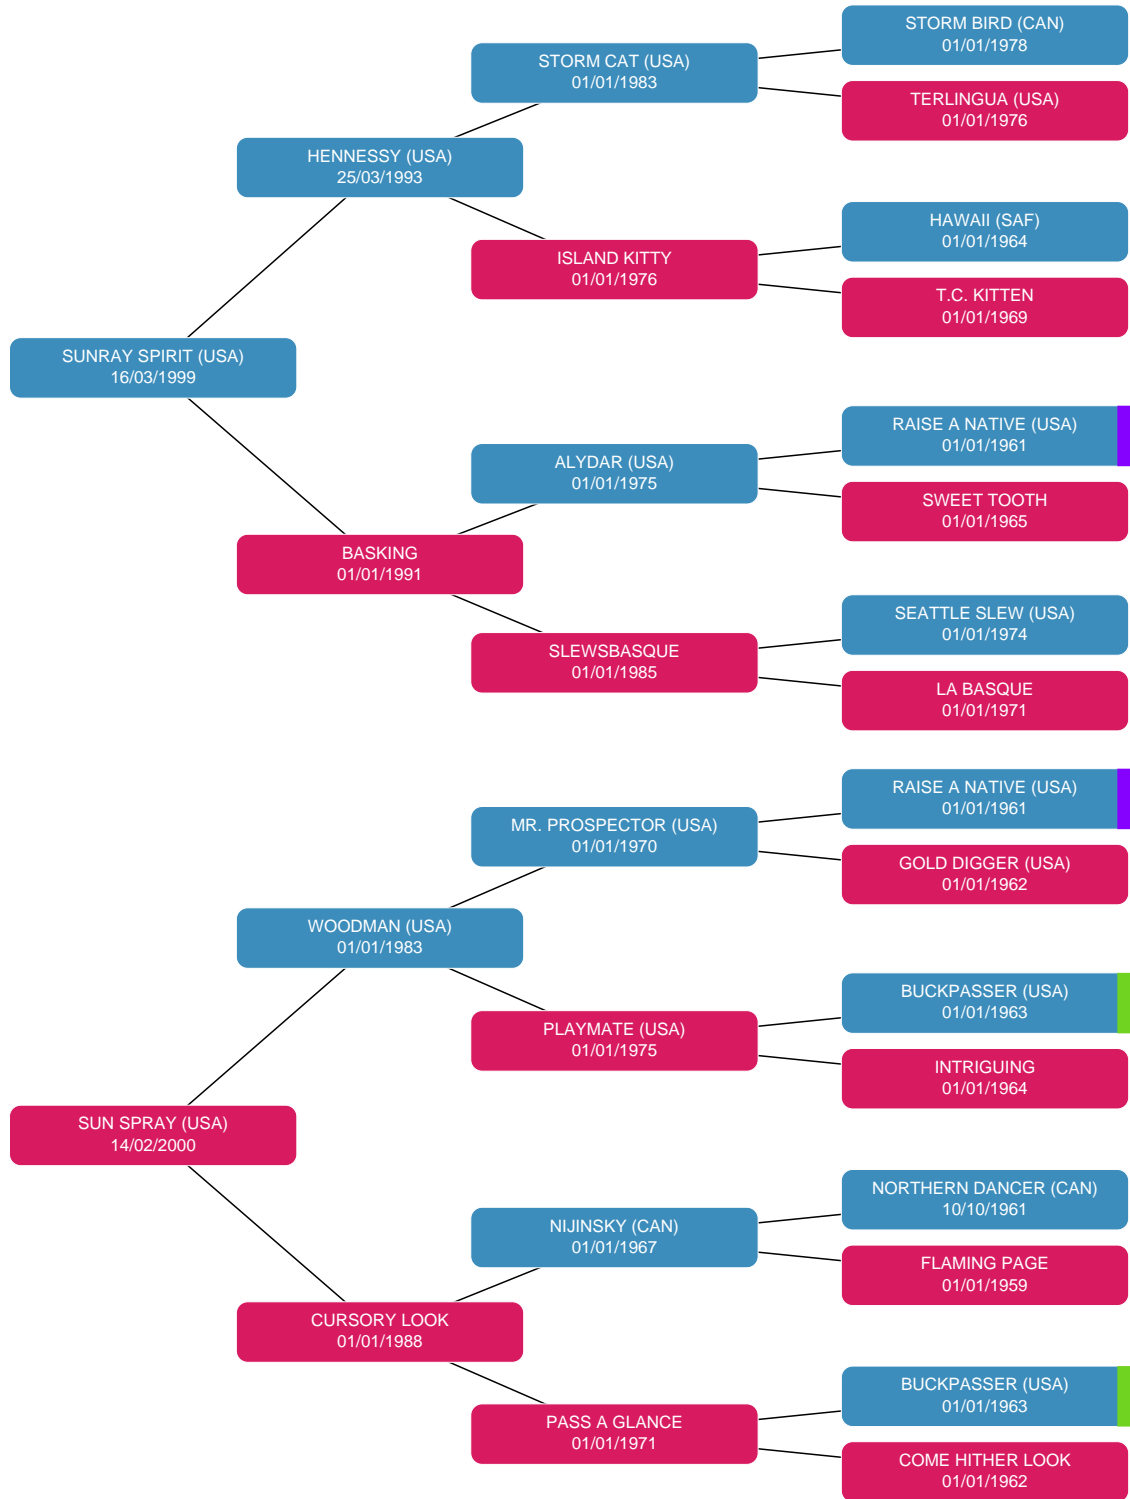 STORM BIRD (CAN)
01/01/1978
STORM CAT (USA)
01/01/1983
TERLINGUA (USA)
01/01/1976
HENNESSY (USA)
25/03/1993
HAWAII (SAF)
01/01/1964
ISLAND KITTY
01/01/1976
T.C. KITTEN
01/01/1969
SUNRAY SPIRIT (USA)
16/03/1999
RAISE A NATIVE (USA)
01/01/1961
ALYDAR (USA)
01/01/1975
SWEET TOOTH
01/01/1965
BASKING
01/01/1991
SEATTLE SLEW (USA)
01/01/1974
SLEWSBASQUE
01/01/1985
LA BASQUE
01/01/1971
RAISE A NATIVE (USA)
01/01/1961
MR. PROSPECTOR (USA)
01/01/1970
GOLD DIGGER (USA)
01/01/1962
WOODMAN (USA)
01/01/1983
BUCKPASSER (USA)
01/01/1963
PLAYMATE (USA)
01/01/1975
INTRIGUING
01/01/1964
SUN SPRAY (USA)
14/02/2000
NORTHERN DANCER (CAN)
10/10/1961
NIJINSKY (CAN)
01/01/1967
FLAMING PAGE
01/01/1959
CURSORY LOOK
01/01/1988
BUCKPASSER (USA)
01/01/1963
PASS A GLANCE
01/01/1971
COME HITHER LOOK
01/01/1962